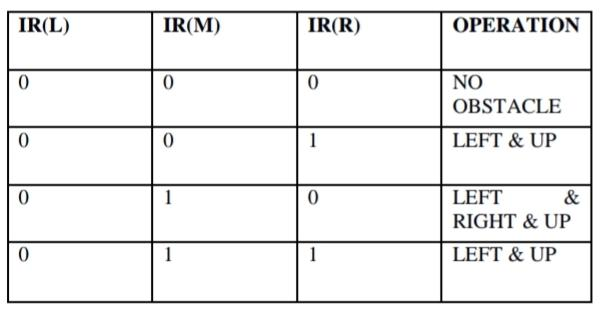 IR(L) IR(M) IR(R) OPERATION
0 0 0 NO
OBSTACLE
0 0 1 LEFT & UP
0 1 0 LEFT &
RIGHT & UP
0 1 1 LEFT & UP